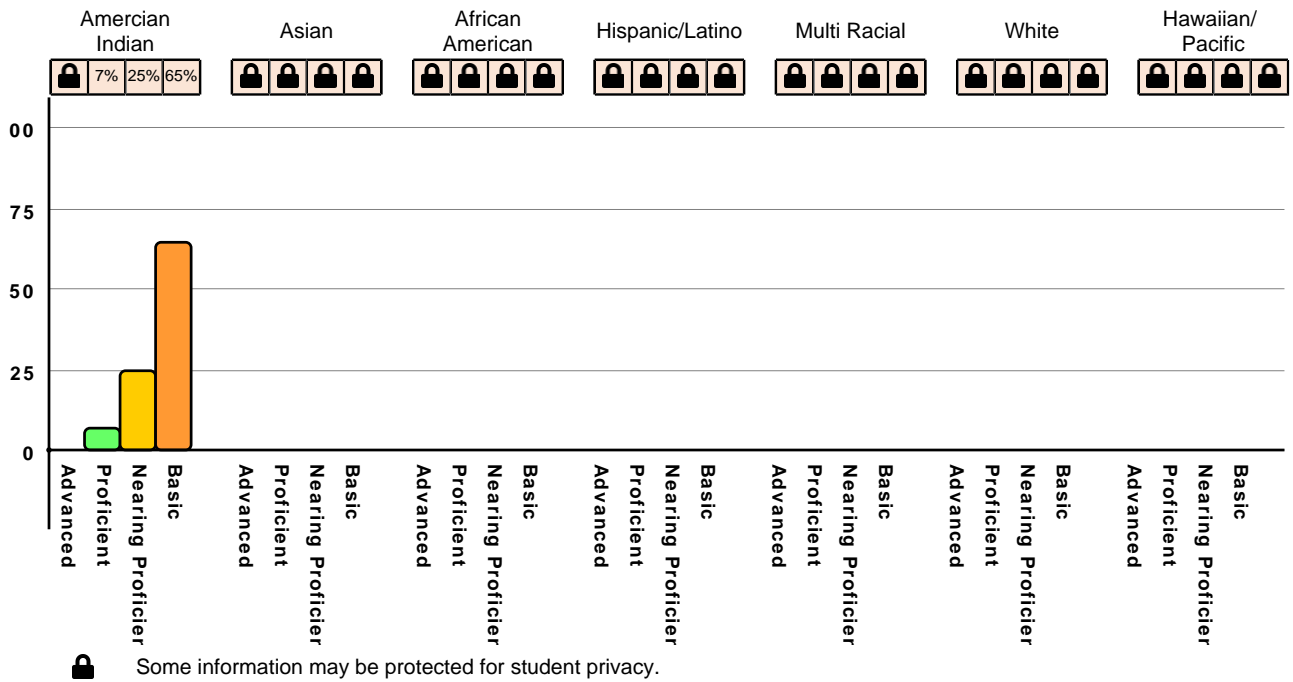 Amercian
Indian
Asian
African
American
Hispanic/Latino
Multi Racial
White
Hawaiian/
Pacific
7% 25% 65%
00
75
50
25
0
Advanced
Proficient
Nearing Proficier
Basic
Advanced
Proficient
Nearing Proficier
Basic
Advanced
Proficient
Nearing Proficier
Basic
Advanced
Proficient
Nearing Proficier
Basic
Advanced
Proficient
Nearing Proficier
Basic
Advanced
Proficient
Nearing Proficier
Basic
Advanced
Proficient
Nearing Proficier
Basic
Some information may be protected for student privacy.